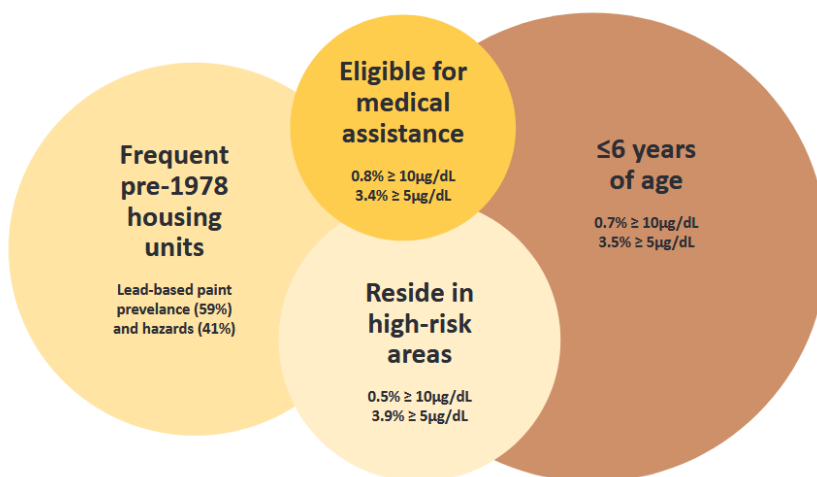 Eligible for
medical
assistance
0.8% ≥ 10µg/dL
3.4% ≥ 5µg/dL
Frequent
pre-1978
housing
units
Lead-based paint
prevelance (59%)
and hazards (41%)
≤6 years
of age
0.7% ≥ 10µg/dL
3.5% ≥ 5µg/dL
Reside in
high-risk
areas
0.5% ≥ 10µg/dL
3.9% ≥ 5µg/dL